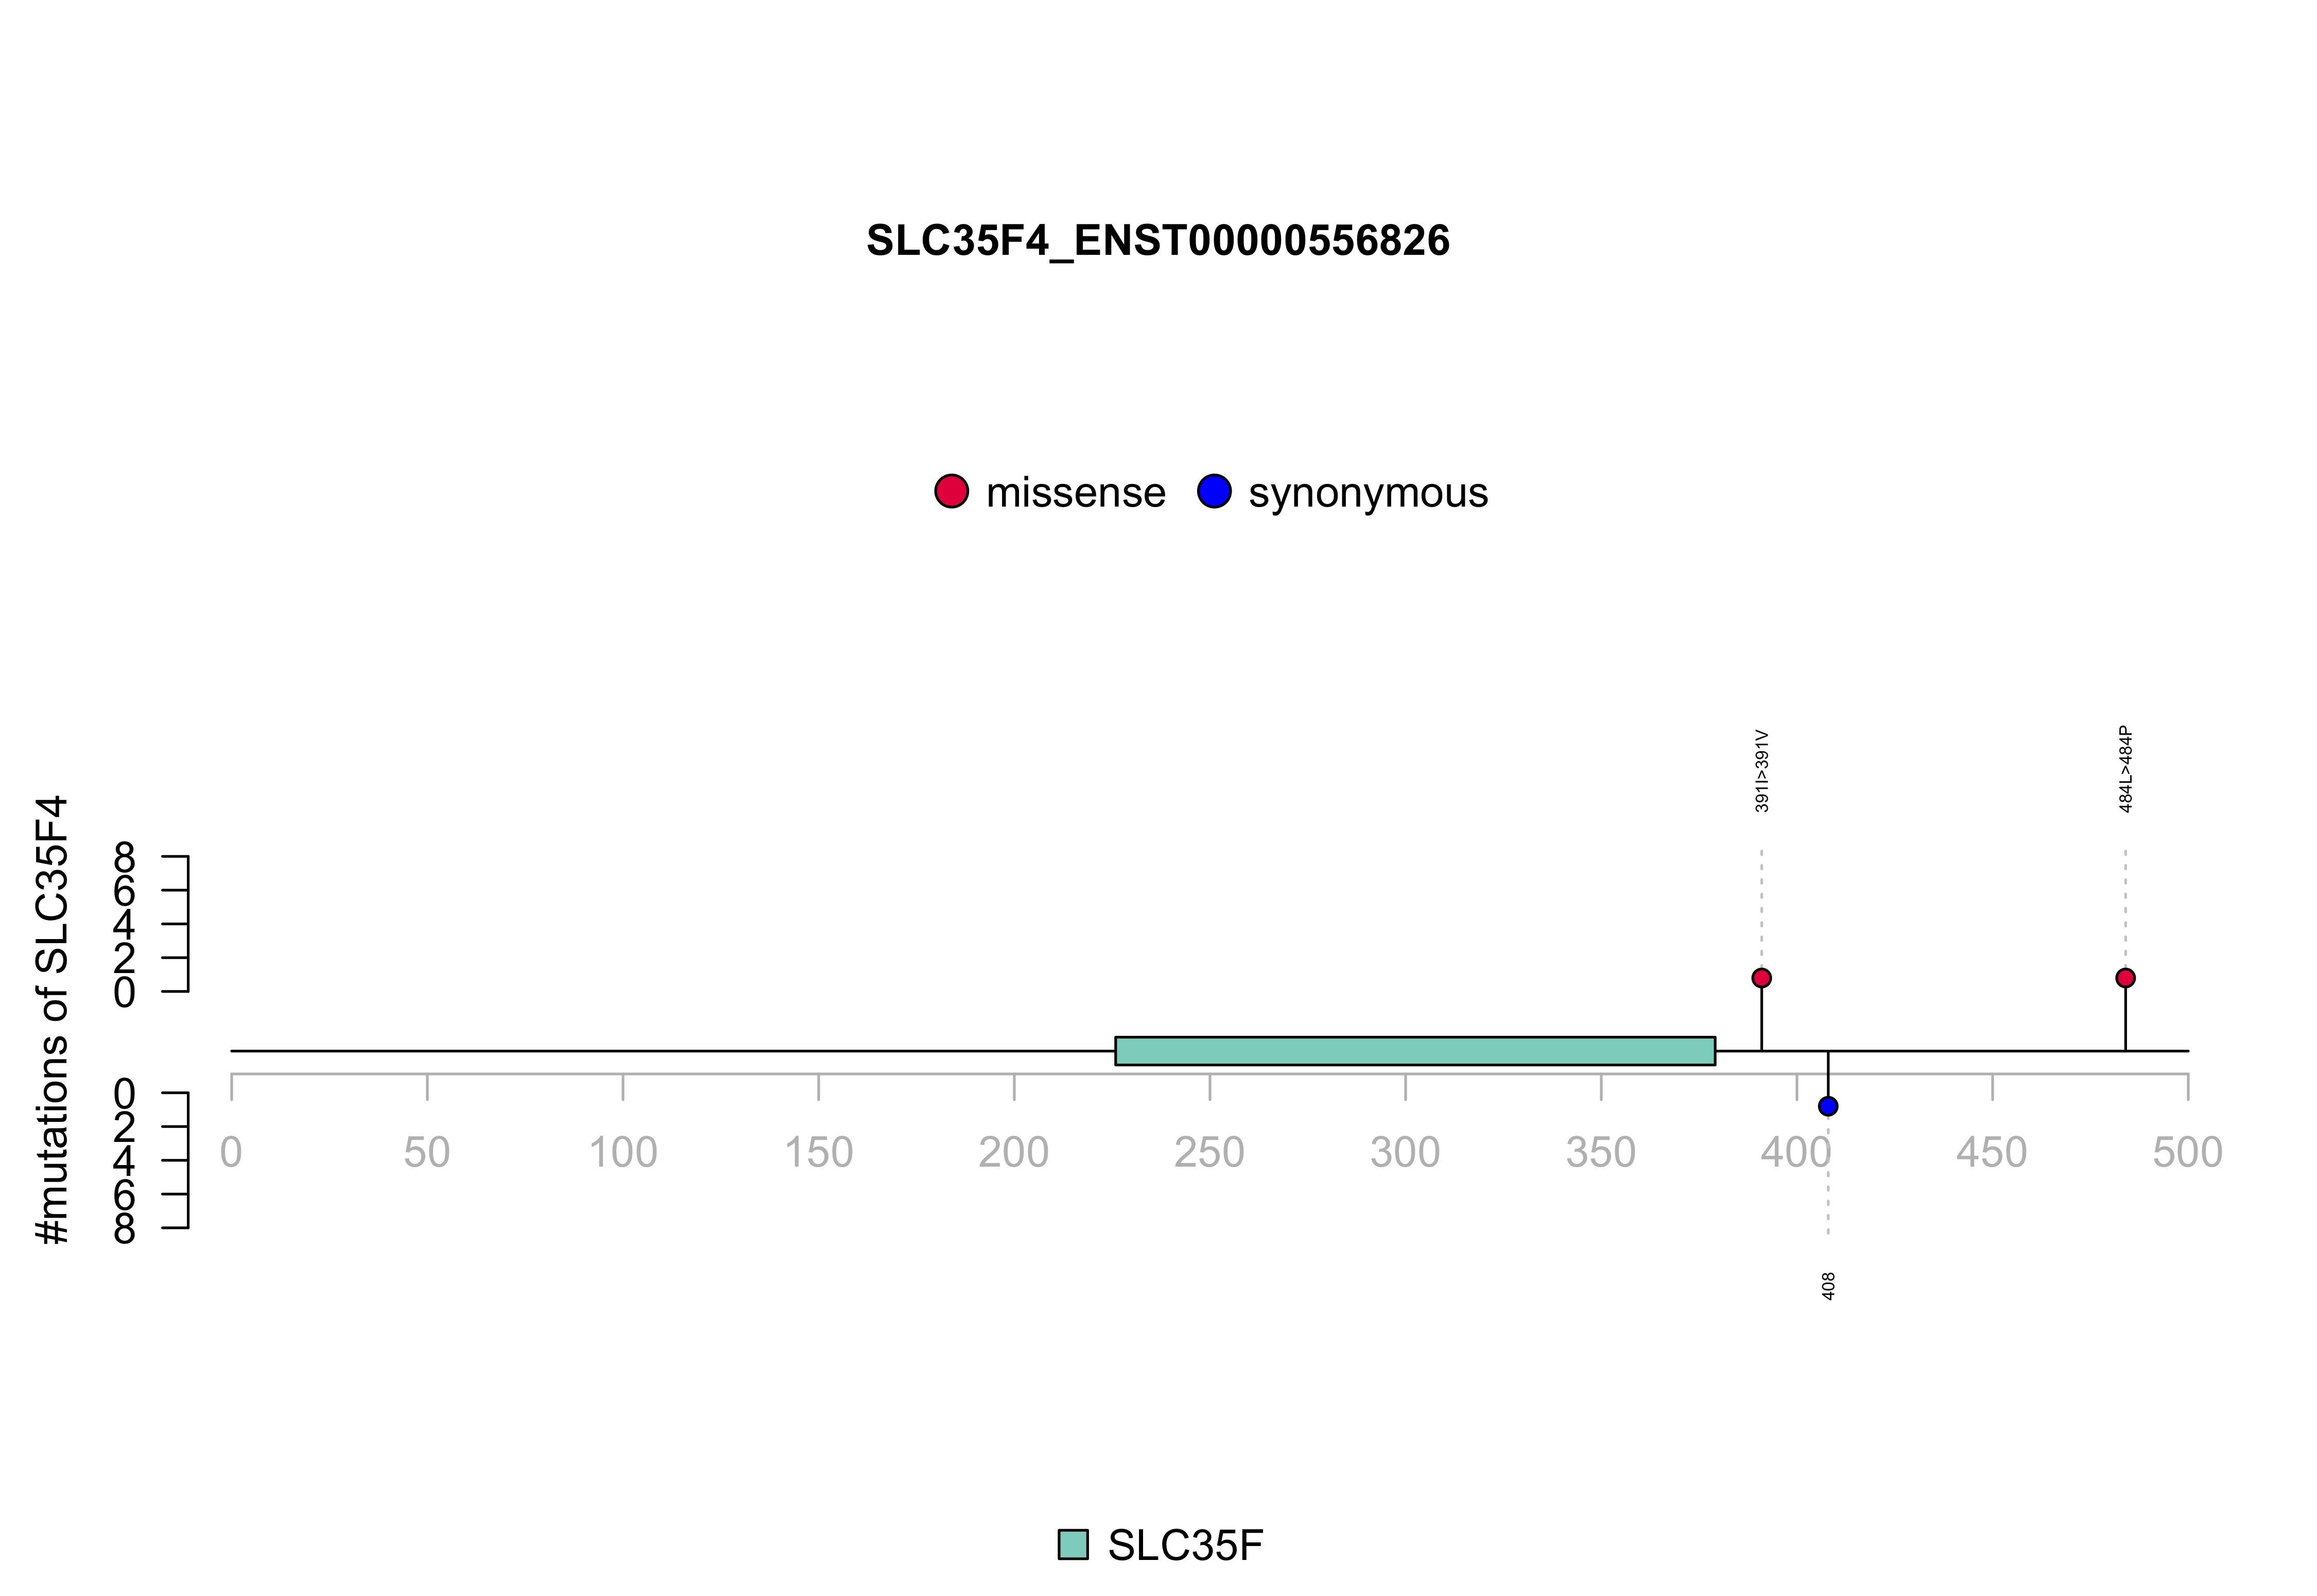 SLC35F4_ENST00000556826
missense synonymous
391I>391V
484L>484P
#mutations of SLC35F4
8
6
4
2
0
0
2
4
6
8
0 50 100 150 200 250 300 350 400 450 500
408
SLC35F